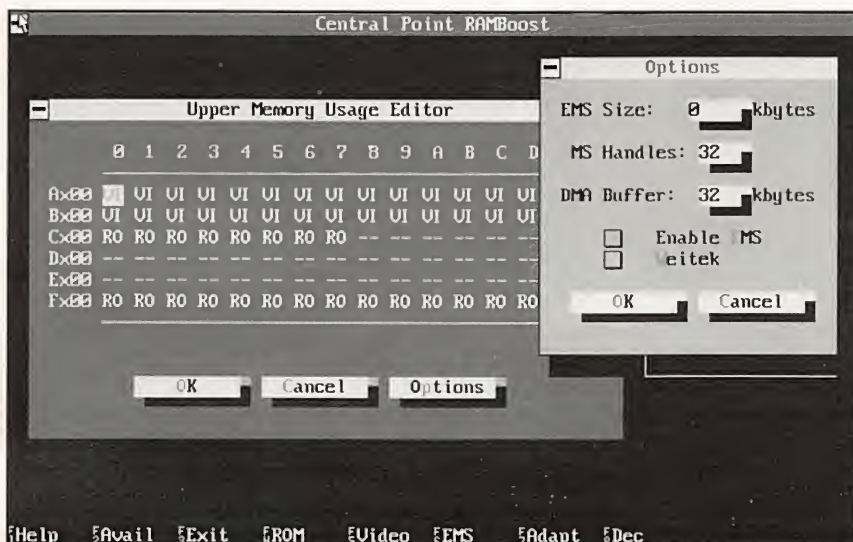 Central Point RAMBoost
Options
Upper Memory Usage Editor
EMS Size: 0 kbytes
MS Handles: 32
DMA Buffer: 32 kbytes
Enable EMS
Weitek
OK Cancel
0 1 2 3 4 5 6 7 8 9 A B C D
Ax00 VI VI VI VI VI VI VI VI VI VI VI VI VI VI
Bx00 VI VI VI VI VI VI VI VI VI VI VI VI VI VI
Cx00 RO RO RO RO RO RO RO RO -- -- -- -- -- --
Dx00 -- -- -- -- -- -- -- -- -- -- -- -- -- --
Ex00 -- -- -- -- -- -- -- -- -- -- -- -- -- --
Fx00 RO RO RO RO RO RO RO RO RO RO RO RO RO RO
OK Cancel Options
Help Avail Exit ROM Video EMS Adapt Dec